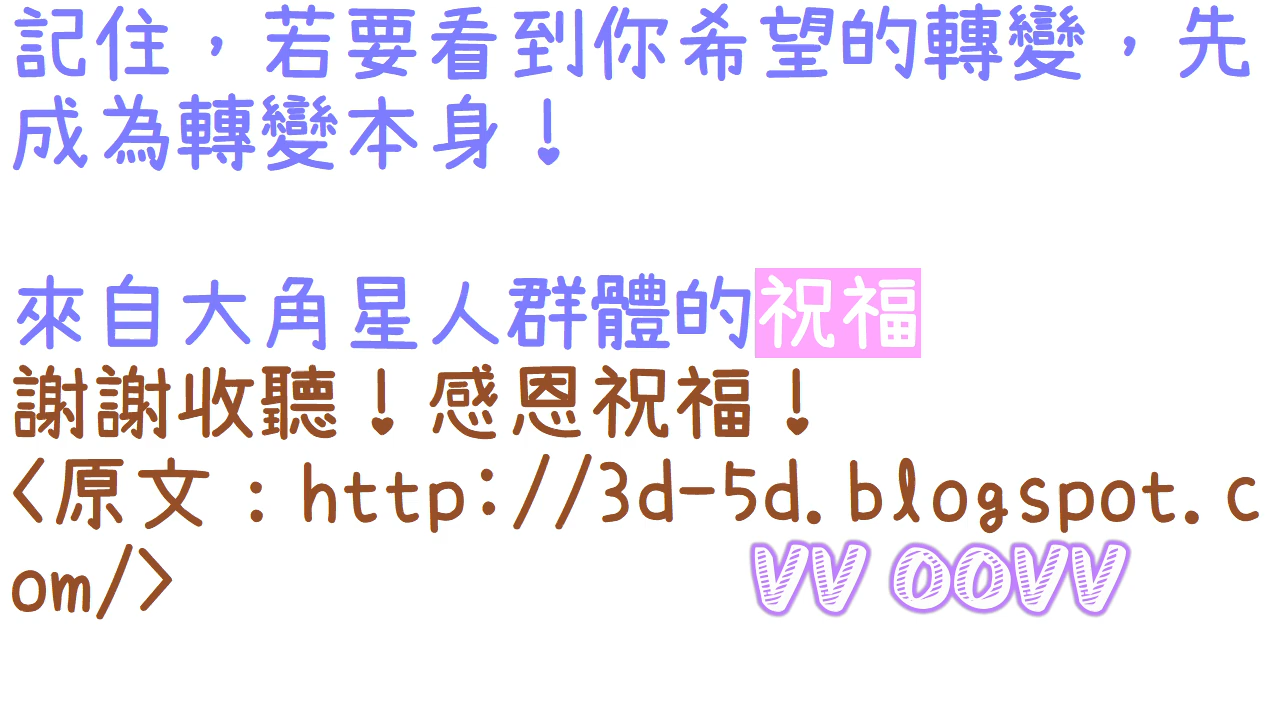 記住，若要看到你希望的轉變，先
成為轉變本身！
來自大角星人群體的祝福
謝謝收聽！感恩祝福！
<原文：http://3d-5d.blogspot.c
om/>
VV OOVV